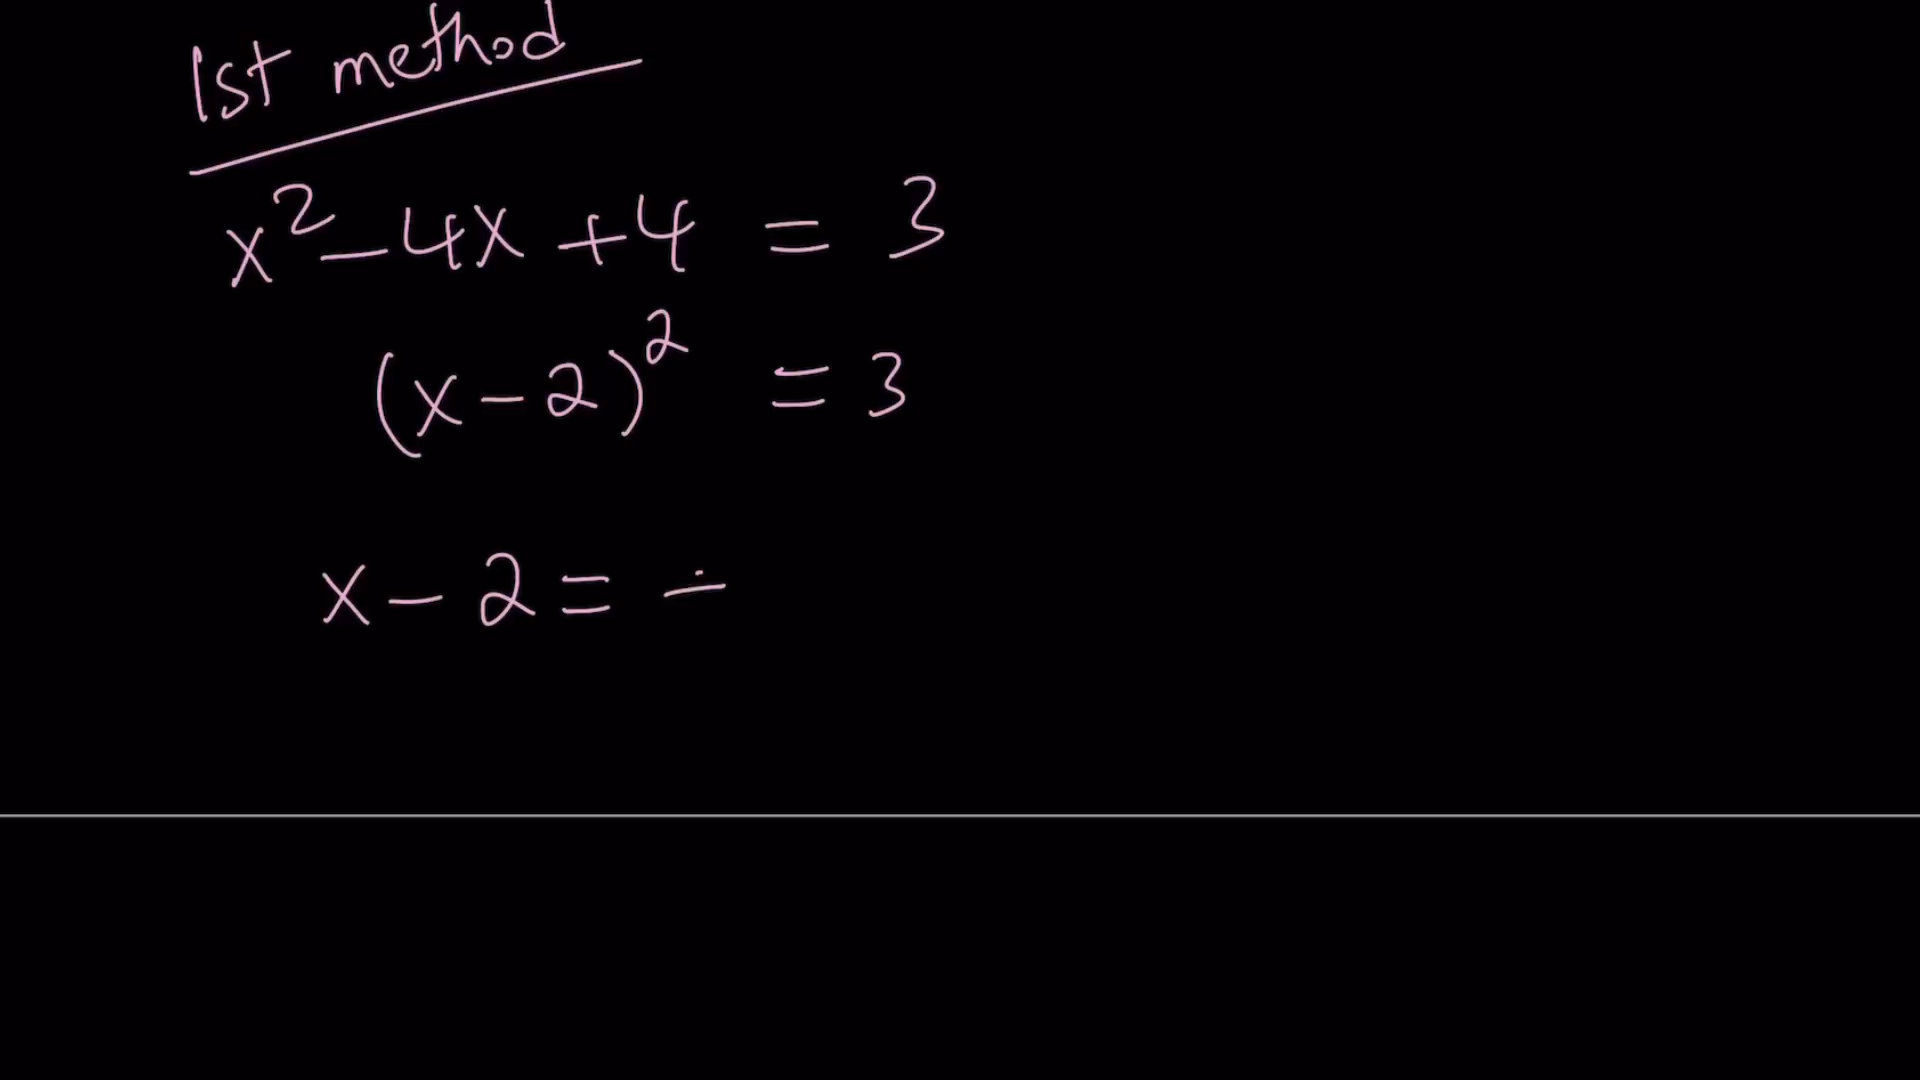 1st method
x² - 4x + 4 = 3
(x - 2)² = 3
x - 2 = -